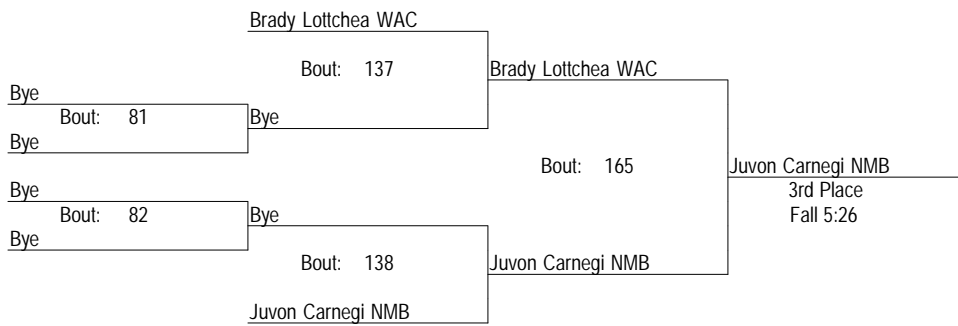 Brady Lottchea WAC
Bout: 137
Brady Lottchea WAC
Bye
Bout: 81
Bye
Bye
Bout: 165
Juvon Carnegi NMB
3rd Place
Fall 5:26
Bye
Bout: 82
Bye
Bye
Bout: 138
Juvon Carnegi NMB
Juvon Carnegi NMB